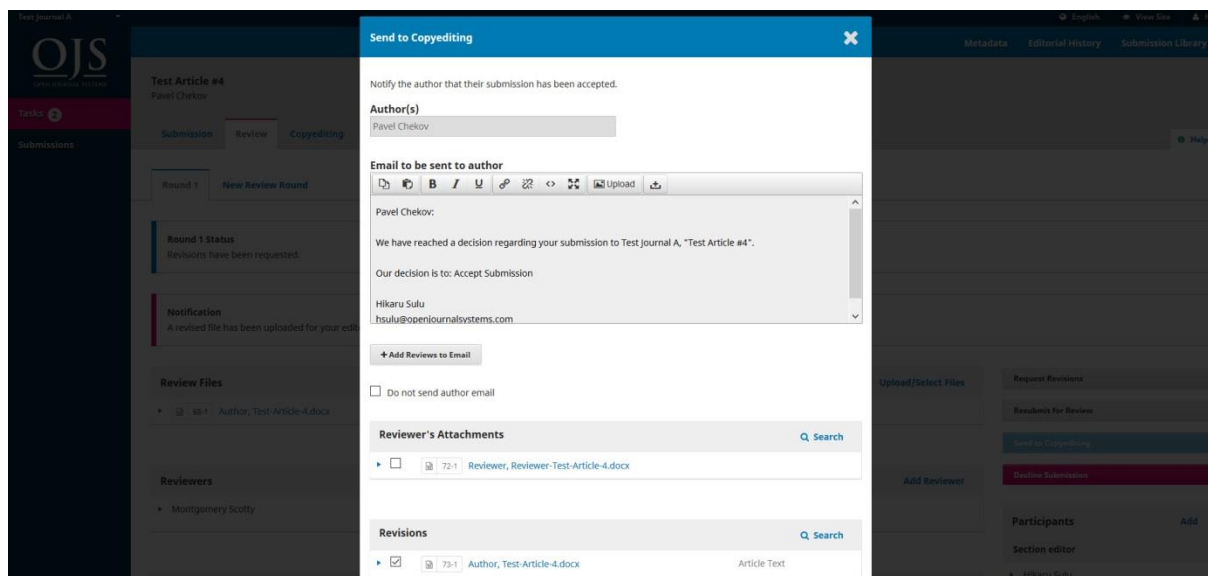 Test Journal A
English
View Site
OJS
OPEN JOURNAL SYSTEMS
Tasks 2
Submissions
Metadata
Editorial History
Submission Library
Test Article #4
Pavel Chekov
Submission
Review
Copyediting
Help
Round 1
New Review Round
Round 1 Status
Revisions have been requested.
Notification
A revised file has been uploaded for your
Review Files
Upload/Select Files
Author, Test-Article-4.docx
Reviewers
Add Reviewer
Montgomery Scotty
Send to Copyediting
Notify the author that their submission has been accepted.
Author(s)
Pavel Chekov
Email to be sent to author
B I U Upload
Pavel Chekov:
We have reached a decision regarding your submission to Test Journal A, "Test Article #4".
Our decision is to: Accept Submission
Hikaru Sulu
hsulu@openjournalsystems.com
+ Add Reviews to Email
Do not send author email
Reviewer's Attachments
Search
72-1 Reviewer, Reviewer-Test-Article-4.docx
Revisions
Search
73-1 Author, Test-Article-4.docx Article Text
Request Revisions
Resubmit for Review
Send to Copyediting
Decline Submission
Participants
Add
Section editor
Hikaru Sulu